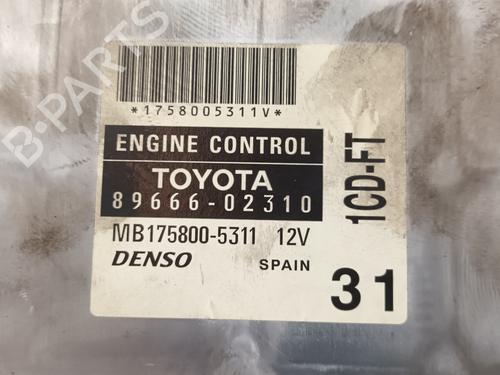 *1758005311V*
ENGINE CONTROL
TOYOTA
89666-02310
MB175800-5311 12V
DENSO SPAIN
1CD-FT
31
B-PARTS